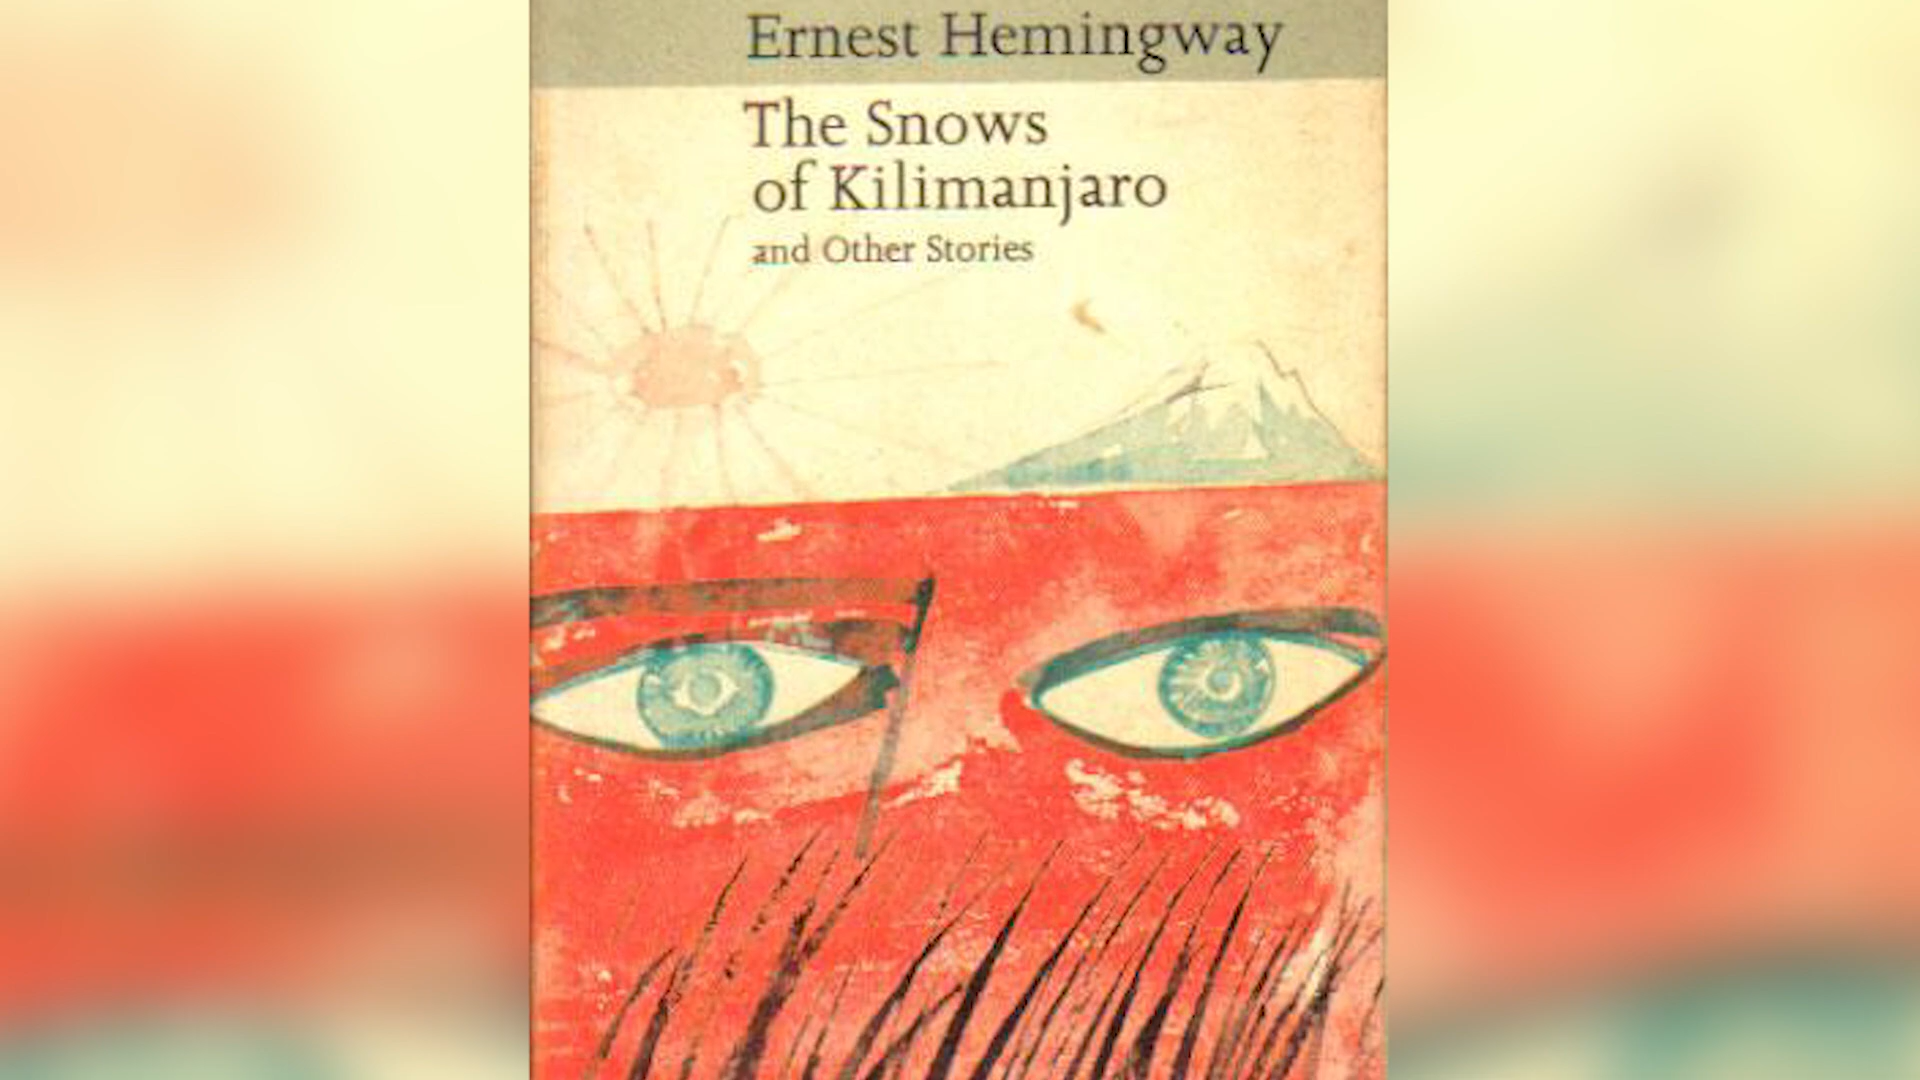 Ernest Hemingway
The Snows
of Kilimanjaro
and Other Stories